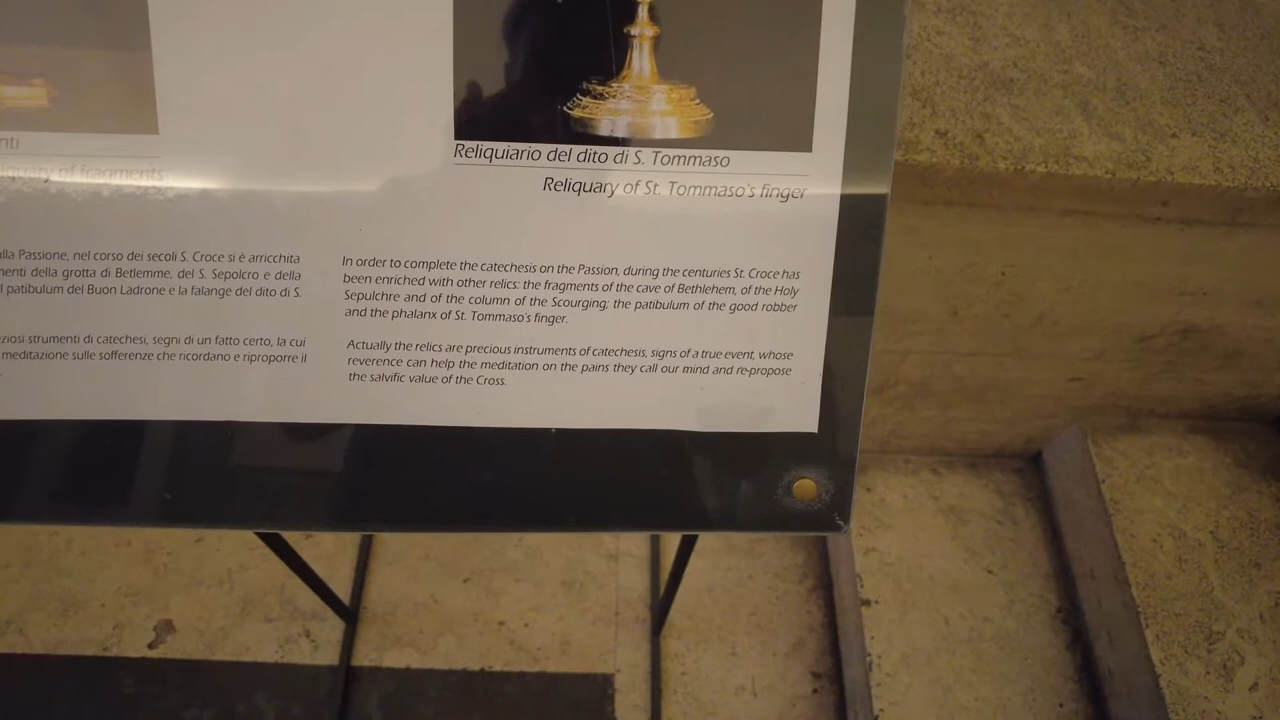 nti
Reliquary of fragments
Reliquiario del dito di S. Tommaso
Reliquary of St. Tommaso's finger
lla Passione, nel corso dei secoli S. Croce si è arricchita
menti della grotta di Betlemme, del S. Sepolcro e della
l patibulum del Buon Ladrone e la falange del dito di S.
eziosi strumenti di catechesi, segni di un fatto certo, la cui
meditazione sulle sofferenze che ricordano e ripropone il
In order to complete the catechesis on the Passion, during the centuries St. Croce has
been enriched with other relics: the fragments of the cave of Bethlehem, of the Holy
Sepulchre and of the column of the Scourging; the patibulum of the good robber
and the phalanx of St. Tommaso's finger.
Actually the relics are precious instruments of catechesis, signs of a true event, whose
reverence can help the meditation on the pains they call our mind and re-propose
the salvific value of the Cross.